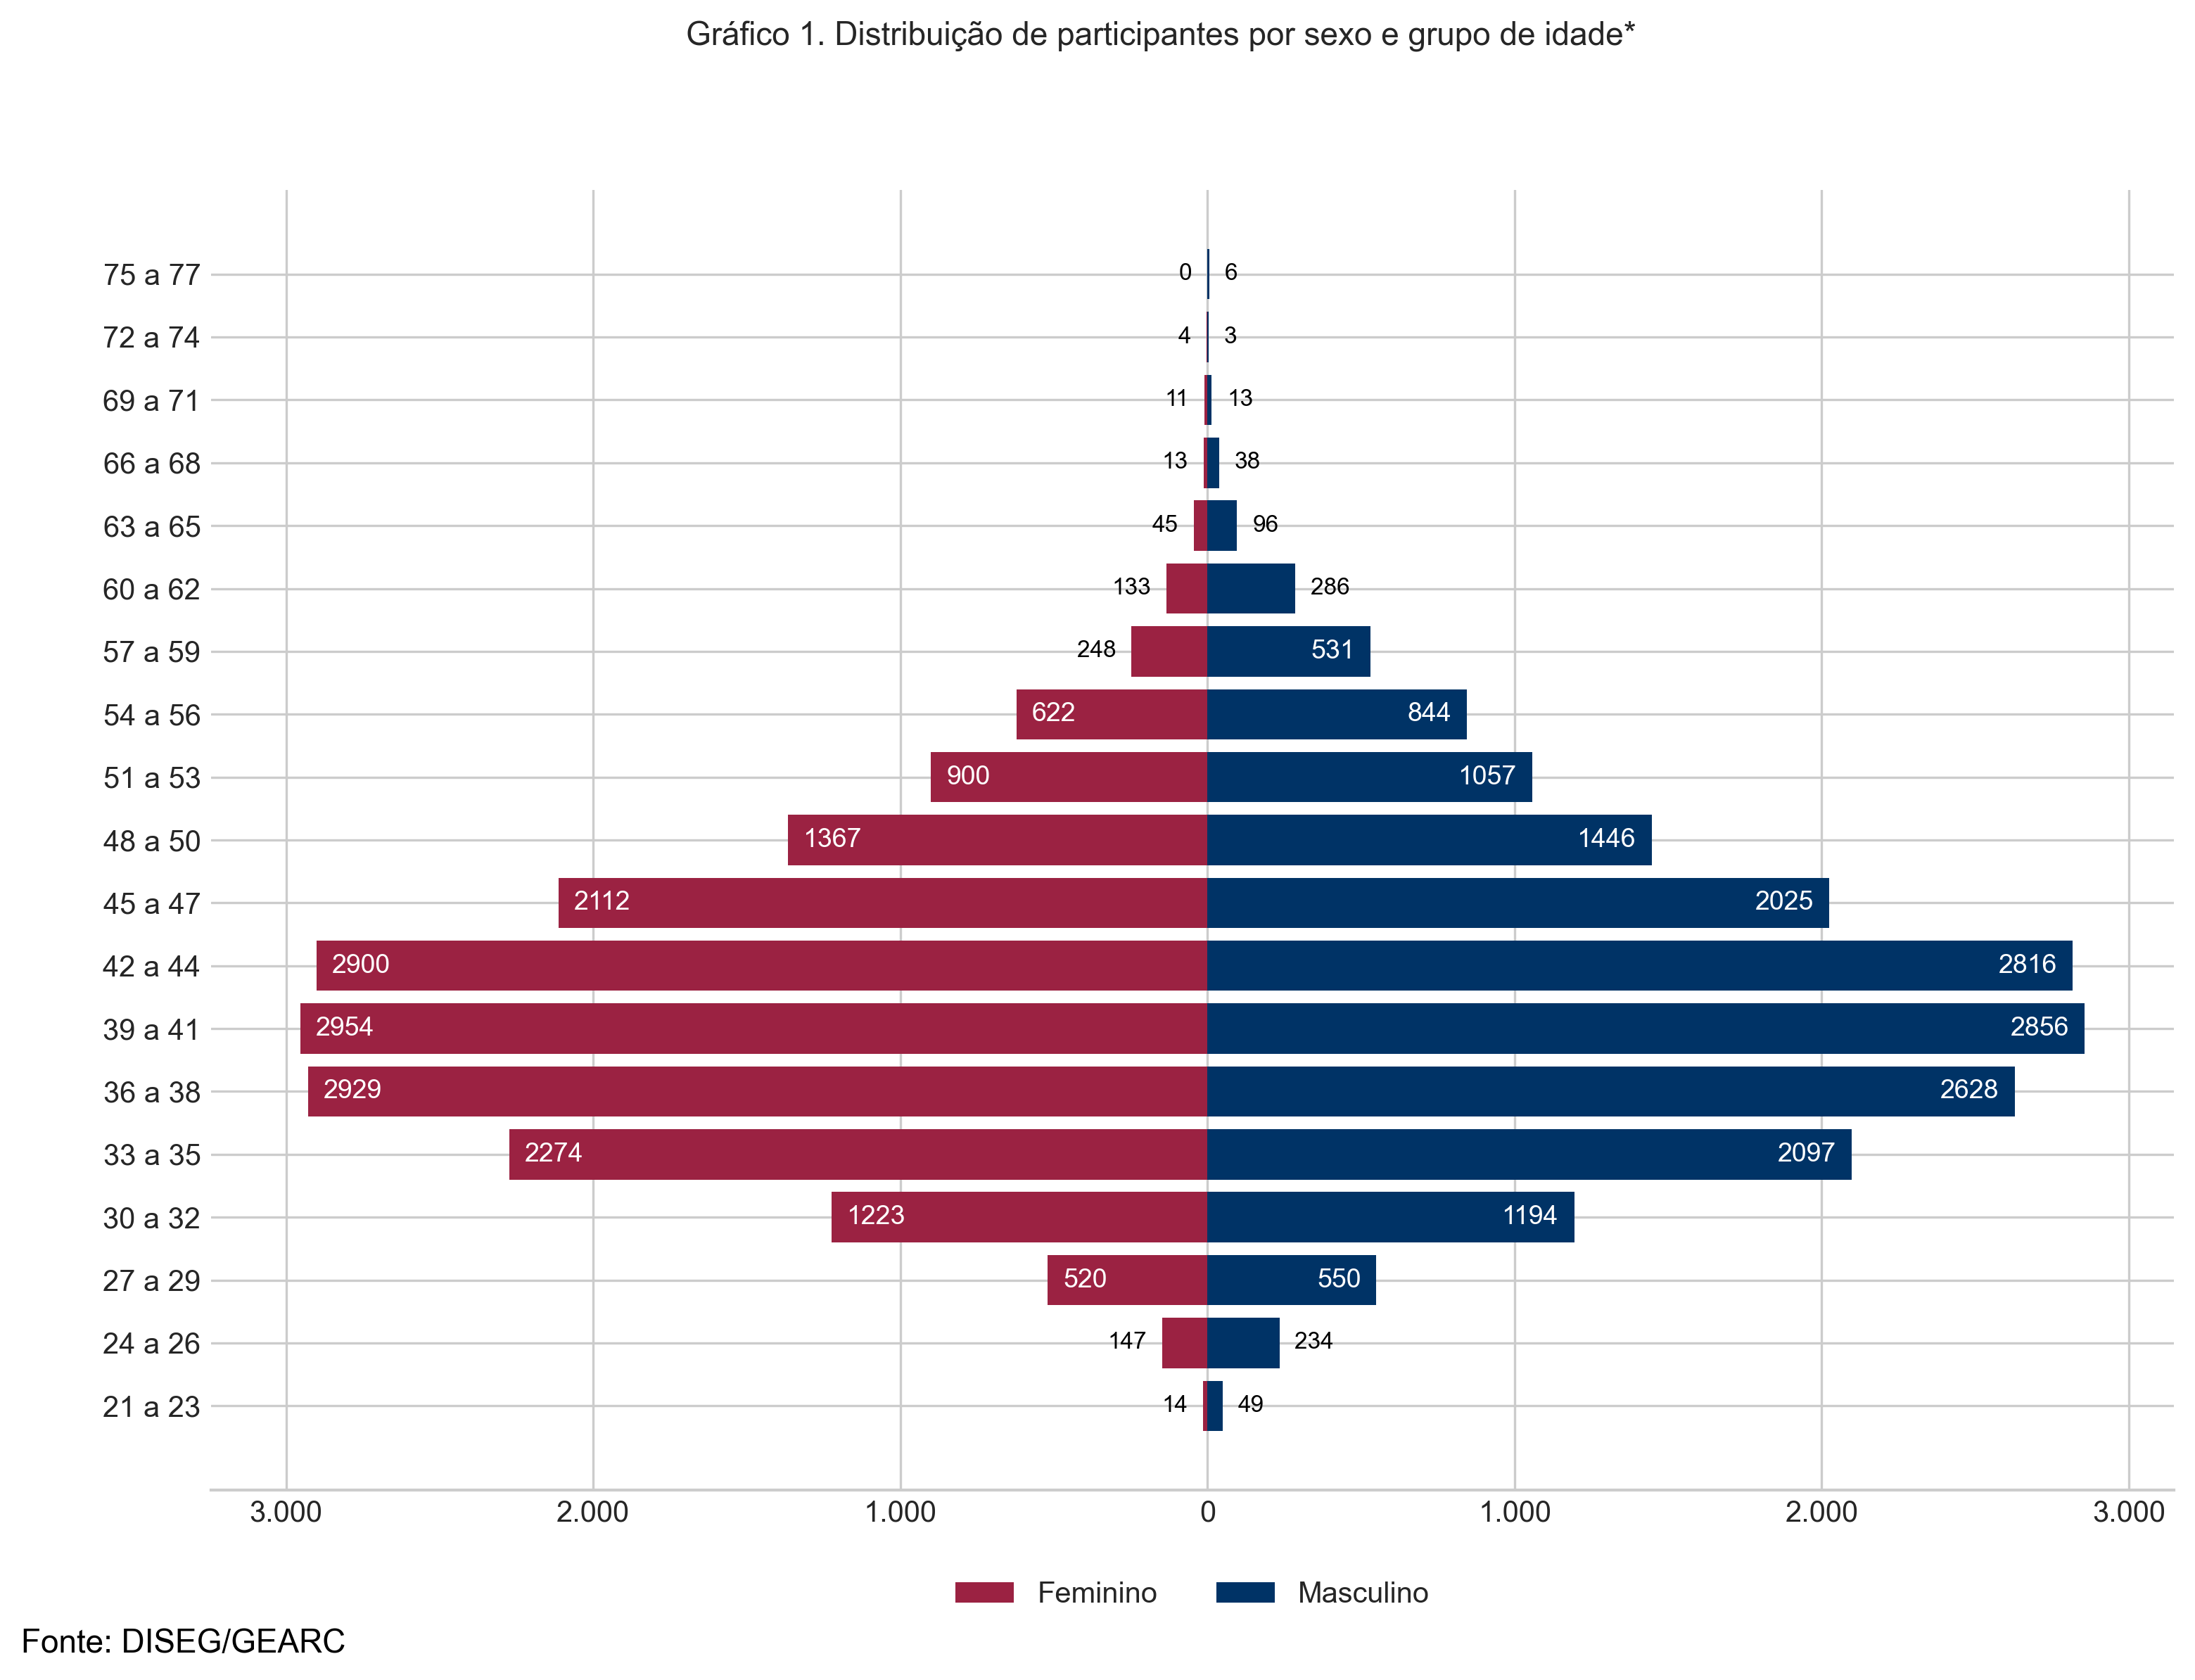 Gráfico 1. Distribuição de participantes por sexo e grupo de idade*
75 a 77 0 6
72 a 74 4 3
69 a 71 11 13
66 a 68 13 38
63 a 65 45 96
60 a 62 133 286
57 a 59 248 531
54 a 56 622 844
51 a 53 900 1057
48 a 50 1367 1446
45 a 47 2112 2025
42 a 44 2900 2816
39 a 41 2954 2856
36 a 38 2929 2628
33 a 35 2274 2097
30 a 32 1223 1194
27 a 29 520 550
24 a 26 147 234
21 a 23 14 49
3.000 2.000 1.000 0 1.000 2.000 3.000
Feminino Masculino
Fonte: DISEG/GEARC